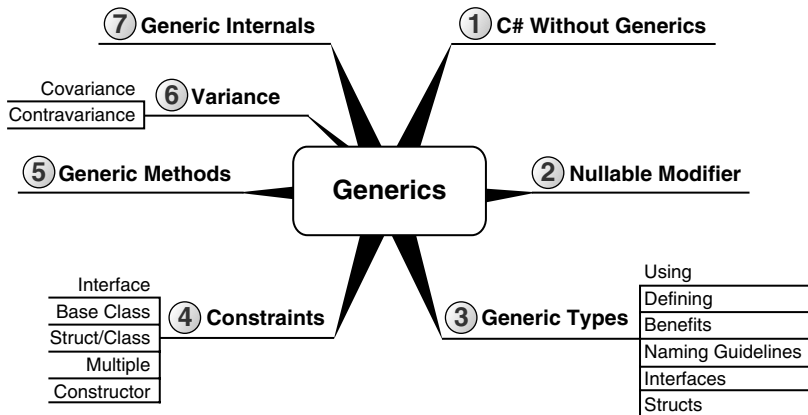 Generics
1 C# Without Generics
2 Nullable Modifier
3 Generic Types
Using
Defining
Benefits
Naming Guidelines
Interfaces
Structs
4 Constraints
Interface
Base Class
Struct/Class
Multiple
Constructor
5 Generic Methods
6 Variance
Covariance
Contravariance
7 Generic Internals